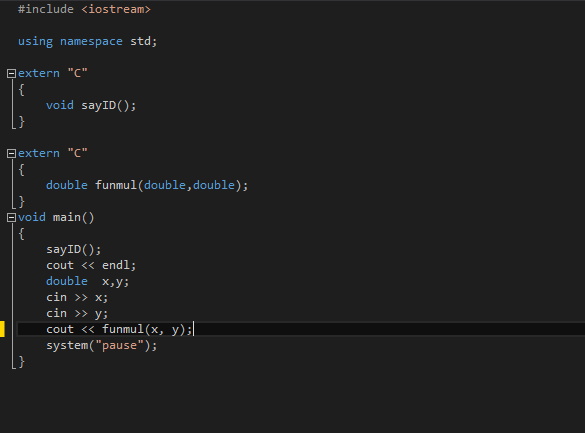 #include <iostream>
using namespace std;
extern "C"
{
void sayID();
}
extern "C"
{
double funmul(double,double);
}
void main()
{
sayID();
cout << endl;
double  x,y;
cin >> x;
cin >> y;
cout << funmul(x, y);
system("pause");
}